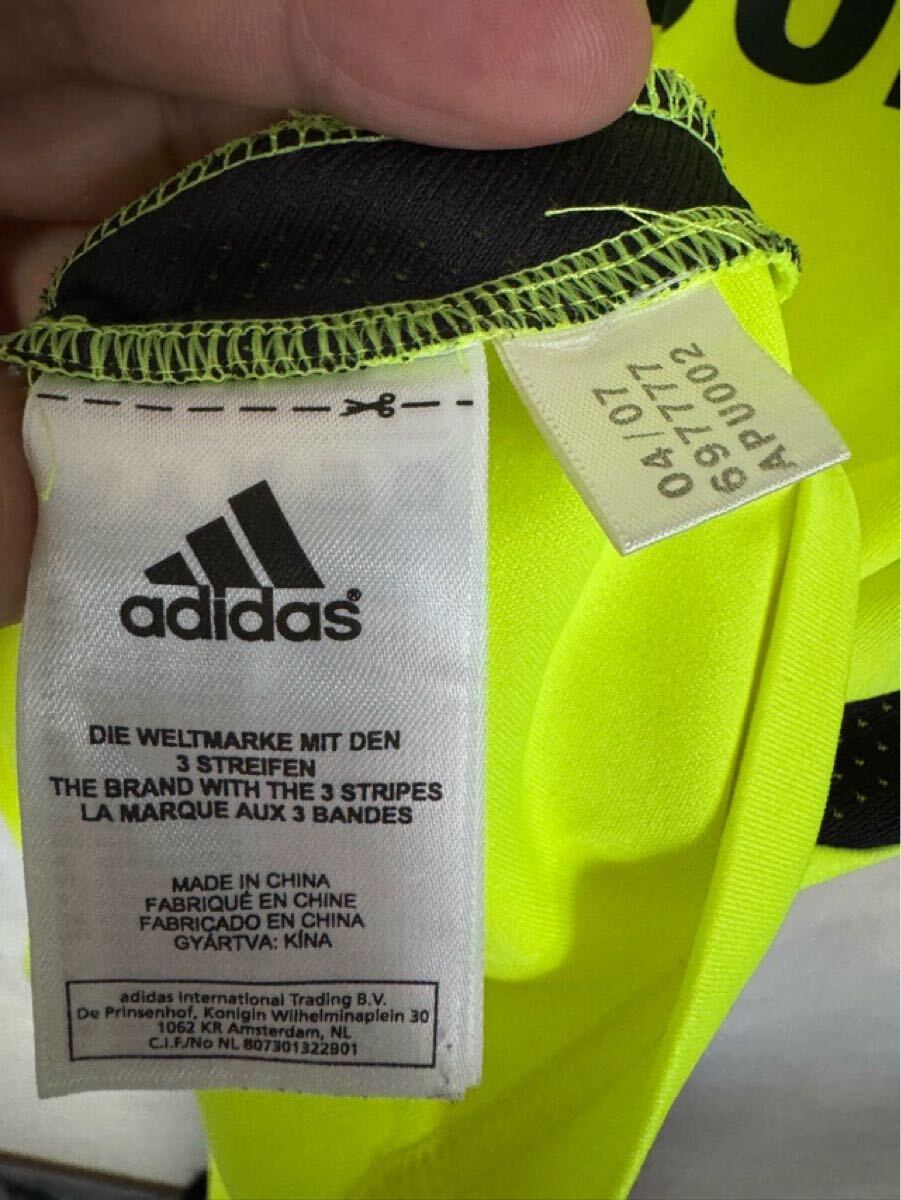 adidas®
DIE WELTMARKE MIT DEN
3 STREIFEN
THE BRAND WITH THE 3 STRIPES
LA MARQUE AUX 3 BANDES
MADE IN CHINA
FABRIQUÉ EN CHINE
FABRICADO EN CHINA
GYÁRTVA: KÍNA
adidas International Trading B.V.
De Prinsenhof, Konigin Wilhelminaplein 30
1062 KR Amsterdam, NL
C.I.F./No NL 807301322B01
04/07
697777
APU002